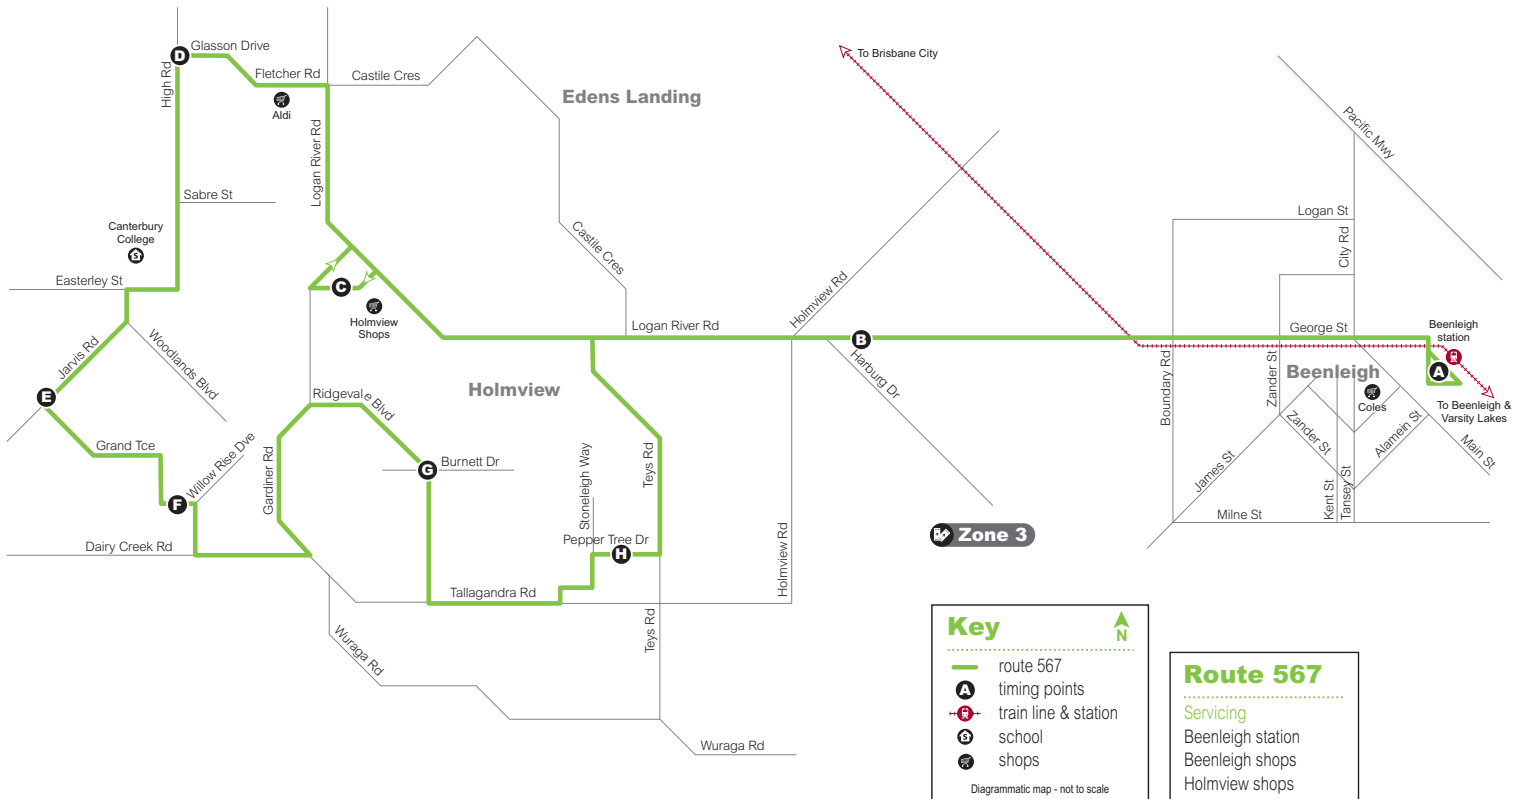 D
Glasson Drive
High Rd
Fletcher Rd
Castile Cres
Aldi
Edens Landing
To Brisbane City
Pacific Mwy
Logan River Rd
Sabre St
Canterbury
College
S
Easterley St
Castile Cres
Logan St
City Rd
C
Holmview
Shops
Holmview Rd
Logan River Rd
B
George St
Beenleigh
station
Jarvis Rd
Woodlands Blvd
Harburg Dr
Boundary Rd
Zander St
Beenleigh
A
Coles
To Beenleigh &
Varsity Lakes
E
Ridgevale Blvd
Holmview
Grand Tce
Willow Rise Dve
F
Gardiner Rd
G
Burnett Dr
Stoneleigh Way
Teys Rd
James St
Zander St
Alamein St
Main St
Kent St
Tansey St
Milne St
Dairy Creek Rd
Pepper Tree Dr
H
Holmview Rd
Zone 3
Tallagandra Rd
Teys Rd
Wuraga Rd
Wuraga Rd
Key
N
route 567
A
timing points
train line & station
S
school
shops
Diagrammatic map - not to scale
Route 567
Servicing
Beenleigh station
Beenleigh shops
Holmview shops